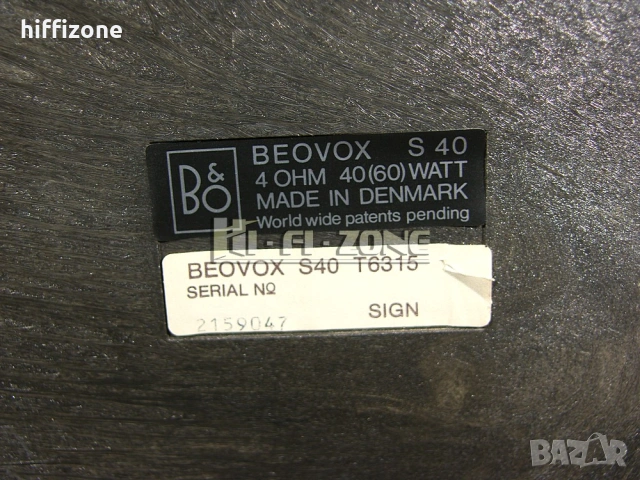 hiffizone
B&O
BEOVOX S 40
4 OHM 40(60)WATT
MADE IN DENMARK
World wide patents pending
HI-FI-ZONE
BEOVOX S40 T6315
SERIAL NO
SIGN
2159047
BAZAR